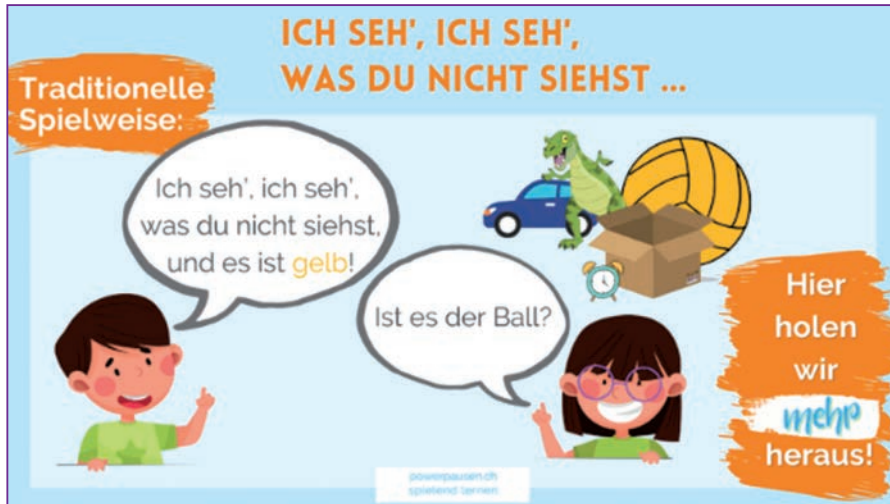 ICH SEH', ICH SEH',
WAS DU NICHT SIEHST ...
Traditionelle
Spielweise:
Ich seh', ich seh',
was du nicht siehst,
und es ist gelb!
Ist es der Ball?
Hier
holen
wir
mehr
heraus!
powerpausen.ch
spielend lernen